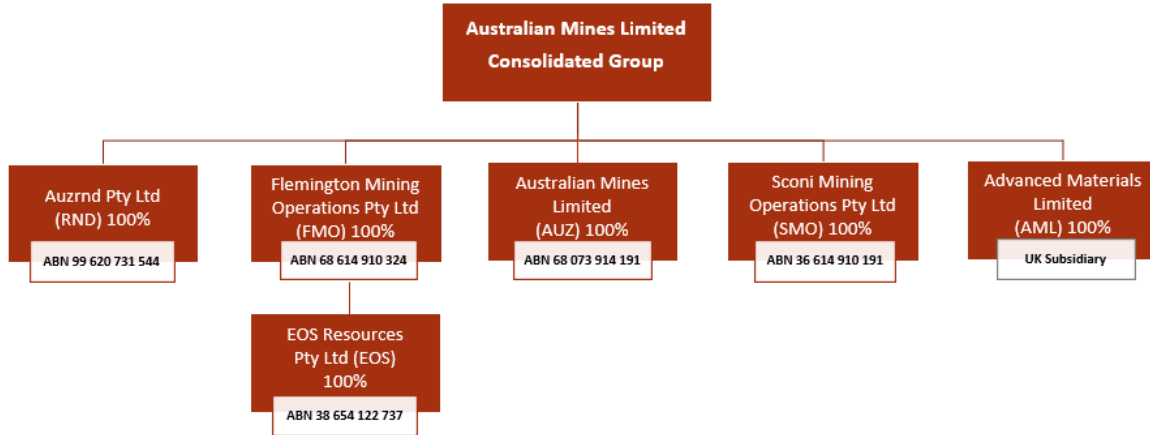 Australian Mines Limited
Consolidated Group
Auzrnd Pty Ltd
(RND) 100%
ABN 99 620 731 544
Flemington Mining
Operations Pty Ltd
(FMO) 100%
ABN 68 614 910 324
Australian Mines
Limited
(AUZ) 100%
ABN 68 073 914 191
Sconi Mining
Operations Pty Ltd
(SMO) 100%
ABN 36 614 910 191
Advanced Materials
Limited
(AML) 100%
UK Subsidiary
EOS Resources
Pty Ltd (EOS)
100%
ABN 38 654 122 737